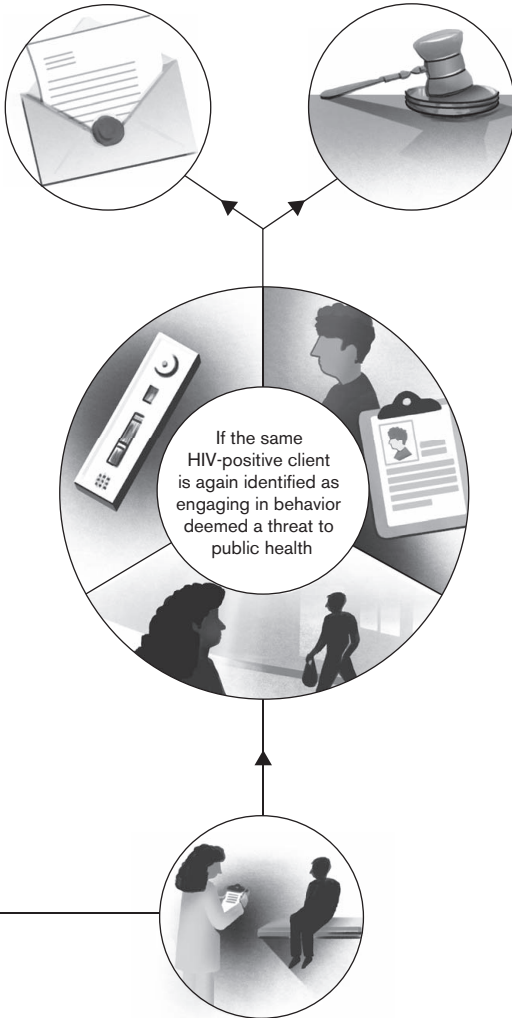 If the same
HIV-positive client
is again identified as
engaging in behavior
deemed a threat to
public health